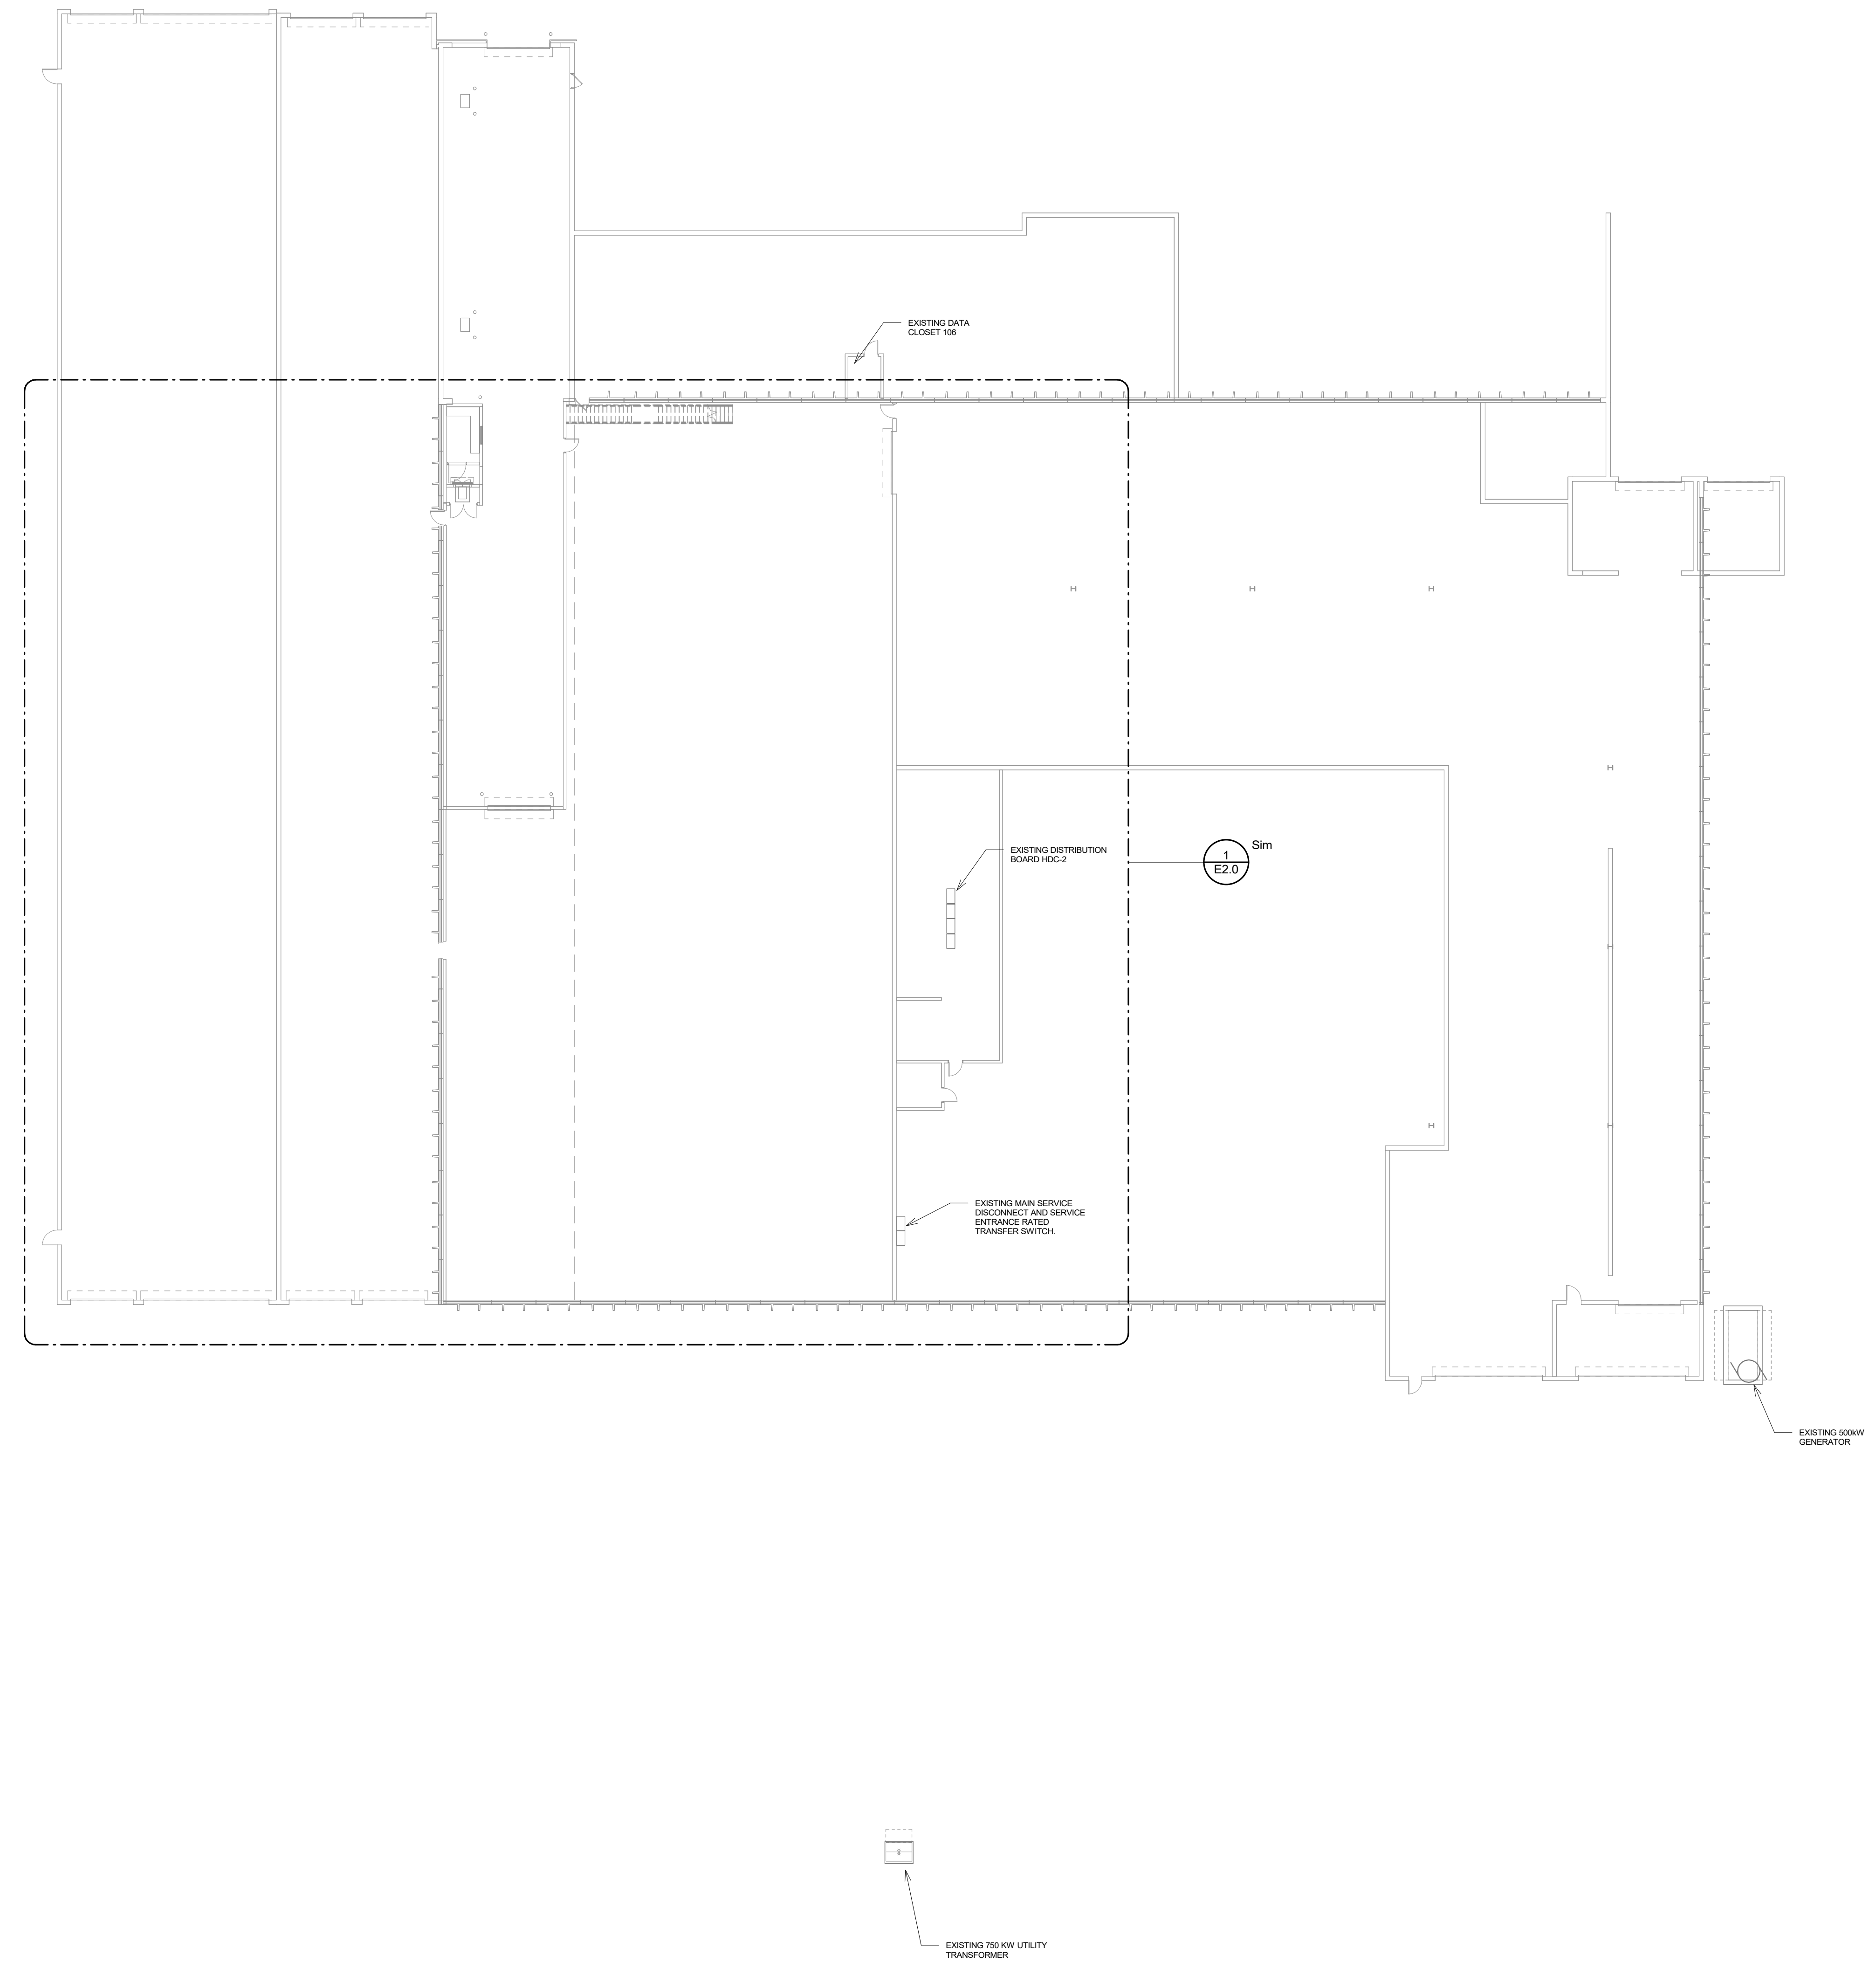 EXISTING DATA
CLOSET 106
EXISTING DISTRIBUTION
BOARD HDC-2
1
E2.0
Sim
EXISTING MAIN SERVICE
DISCONNECT AND SERVICE
ENTRANCE RATED
TRANSFER SWITCH.
EXISTING 500kW
GENERATOR
EXISTING 750 KW UTILITY
TRANSFORMER